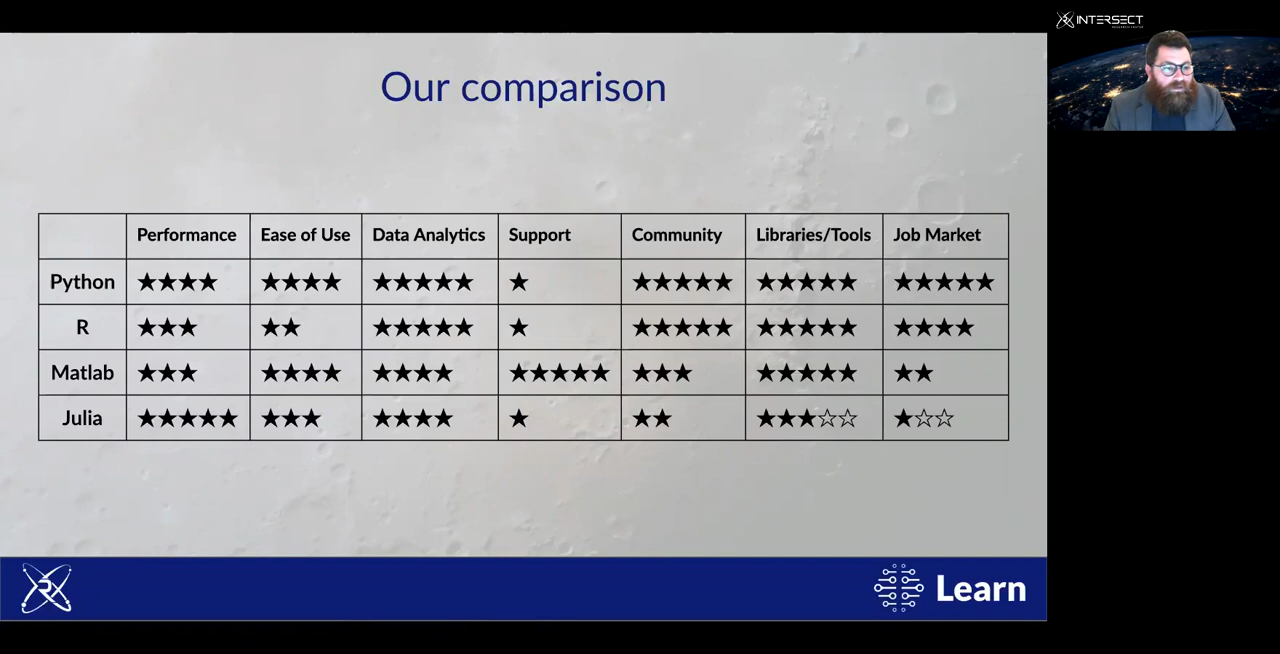 INTERSECT
Our comparison
Performance Ease of Use Data Analytics Support Community Libraries/Tools Job Market
Python ★★★★ ★★★★ ★★★★★ ★ ★★★★★ ★★★★★ ★★★★★
R ★★★ ★★ ★★★★★ ★ ★★★★★ ★★★★★ ★★★★
Matlab ★★★ ★★★★ ★★★★ ★★★★★ ★★★ ★★★★★ ★★
Julia ★★★★★ ★★★ ★★★★ ★ ★★ ★★★☆☆ ★☆☆
Learn